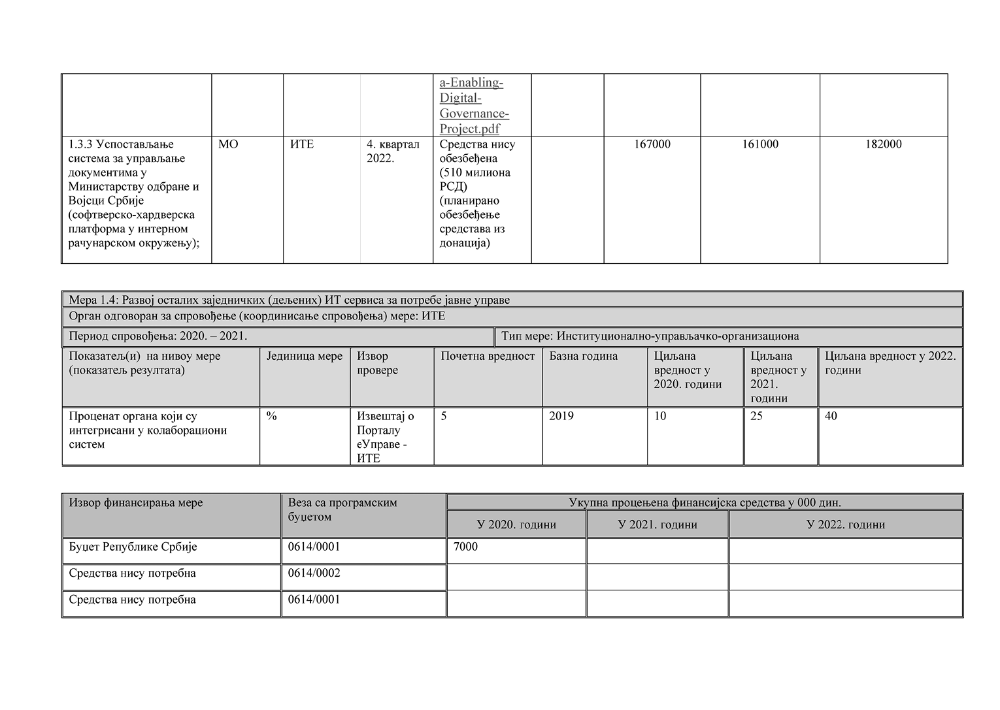 a-Enabling-
Digital-
Governance-
Project.pdf
1.3.3 Успостављање
система за управљање
документима у
Министарству одбране и
Војсци Србије
(софтверско-хардверска
платформа у интерном
рачунарском окружењу);
МО
ИТЕ
4. квартал
2022.
Средства нису
обезбеђена
(510 милиона
РСД)
(планирано
обезбеђење
средстава из
донација)
167000
161000
182000
Мера 1.4: Развој осталих заједничких (дељених) ИТ сервиса за потребе јавне управе
Орган одговоран за спровођење (координисање спровођења) мере: ИТЕ
Период спровођења: 2020. – 2021.
Тип мере: Институционално-управљачко-организациона
Показатељ(и) на нивоу мере
(показатељ резултата)
Јединица мере
Извор
провере
Почетна вредност
Базна година
Циљана
вредност у
2020. години
Циљана
вредност у
2021.
години
Циљана вредност у 2022.
години
Проценат органа који су
интегрисани у колаборациони
систем
%
Извештај о
Порталу
еУправе -
ИТЕ
5
2019
10
25
40
Извор финансирања мере
Веза са програмским
буџетом
Укупна процењена финансијска средства у 000 дин.
У 2020. години
У 2021. години
У 2022. години
Буџет Републике Србије
0614/0001
7000
Средства нису потребна
0614/0002
Средства нису потребна
0614/0001